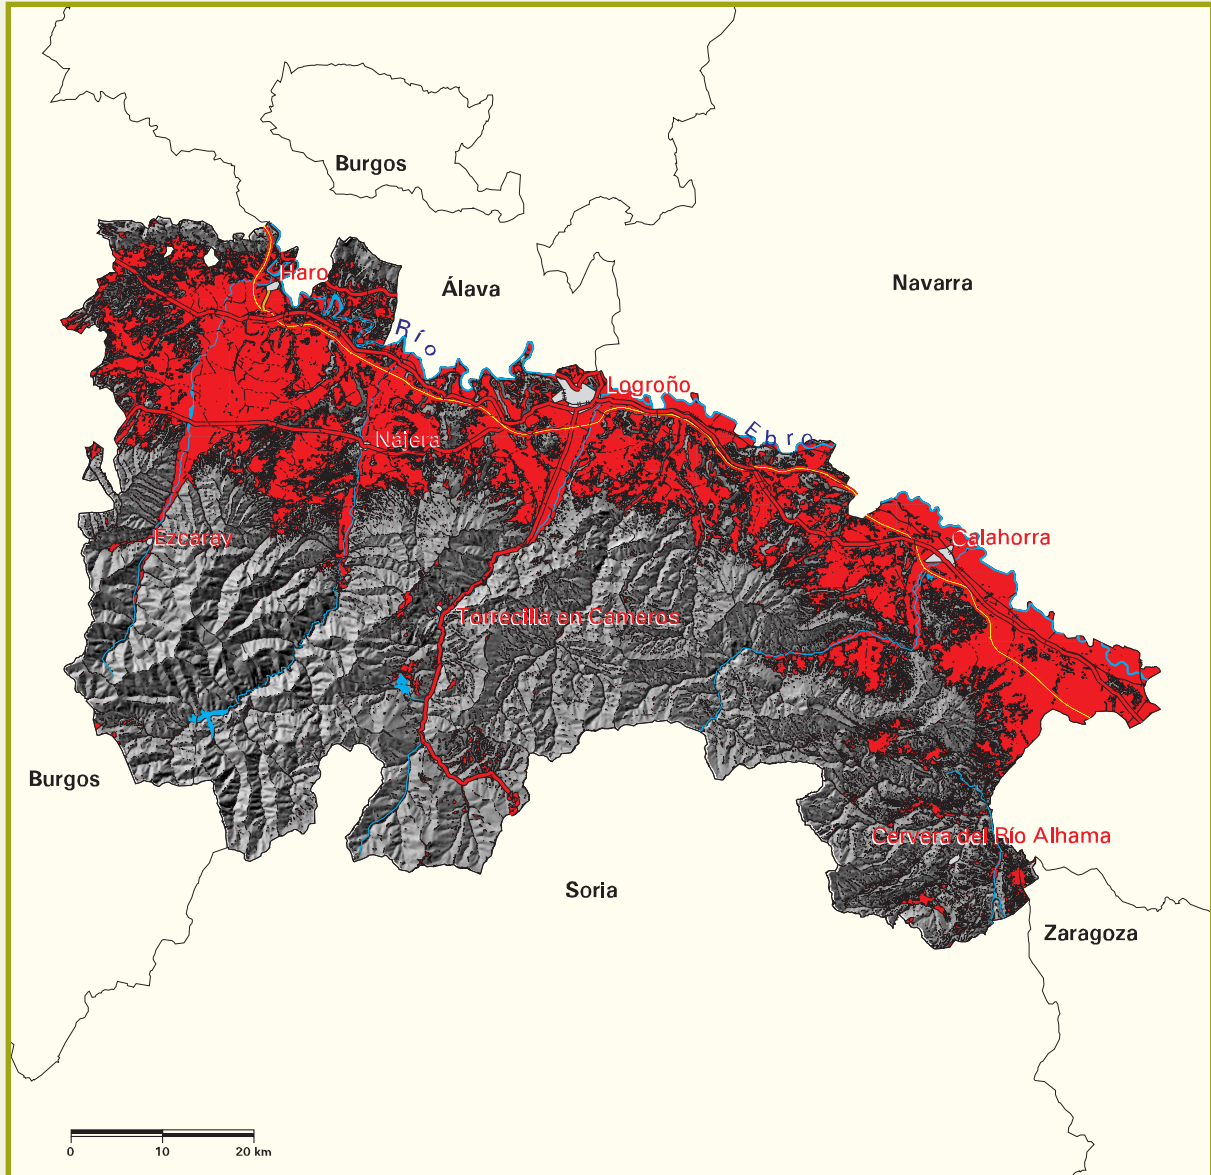 Burgos
Haro
Álava
Navarra
Río
Logroño
Ebro
Nájera
Ezcaray
Calahorra
Torrecilla en Cameros
Burgos
Cervera del Río Alhama
Soria
Zaragoza
0 10 20 km